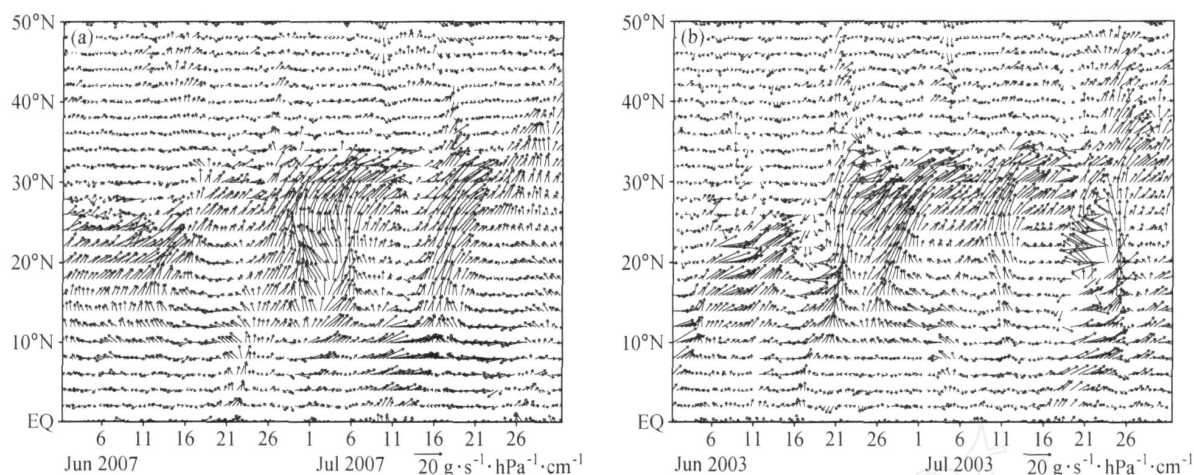 50°N
(a)
40°N
30°N
20°N
10°N
EQ
6 11 16 21 26 1 6 11 16 21 26
Jun 2007 Jul 2007 20 g·s⁻¹·hPa⁻¹·cm⁻¹
50°N
(b)
40°N
30°N
20°N
10°N
EQ
6 11 16 21 26 1 6 11 16 21 26
Jun 2003 Jul 2003 20 g·s⁻¹·hPa⁻¹·cm⁻¹